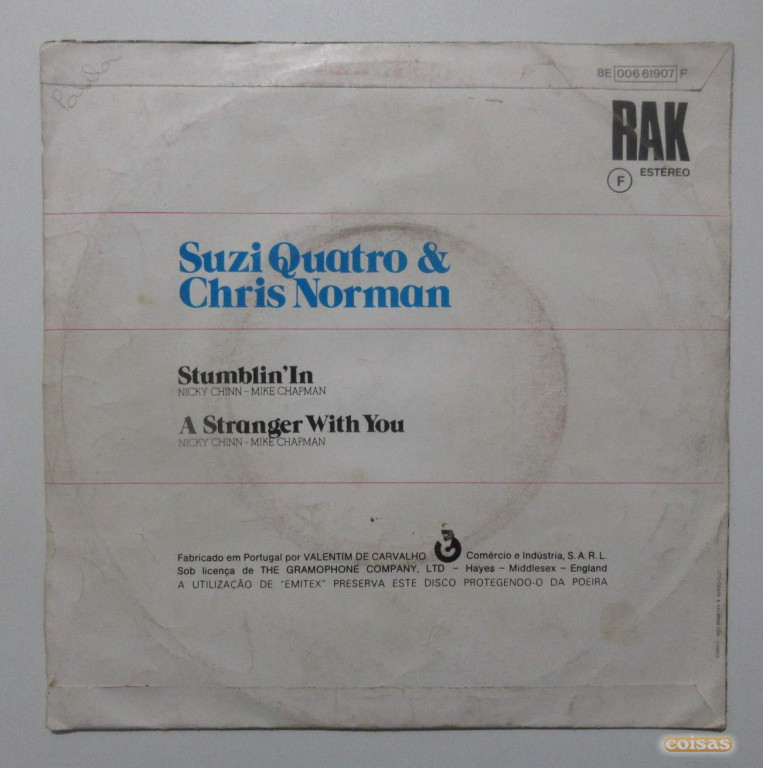 Paula
8E 006 61907 F
RAK
F ESTÉREO
Suzi Quatro &
Chris Norman
Stumblin' In
NICKY CHINN - MIKE CHAPMAN
A Stranger With You
NICKY CHINN - MIKE CHAPMAN
Fabricado em Portugal por VALENTIM DE CARVALHO Comércio e Indústria, S.A.R.L.
Sob licença de THE GRAMOPHONE COMPANY, LTD – Hayes – Middlesex – England
A UTILIZAÇÃO DE "EMITEX" PRESERVA ESTE DISCO PROTEGENDO-O DA POEIRA
coisas